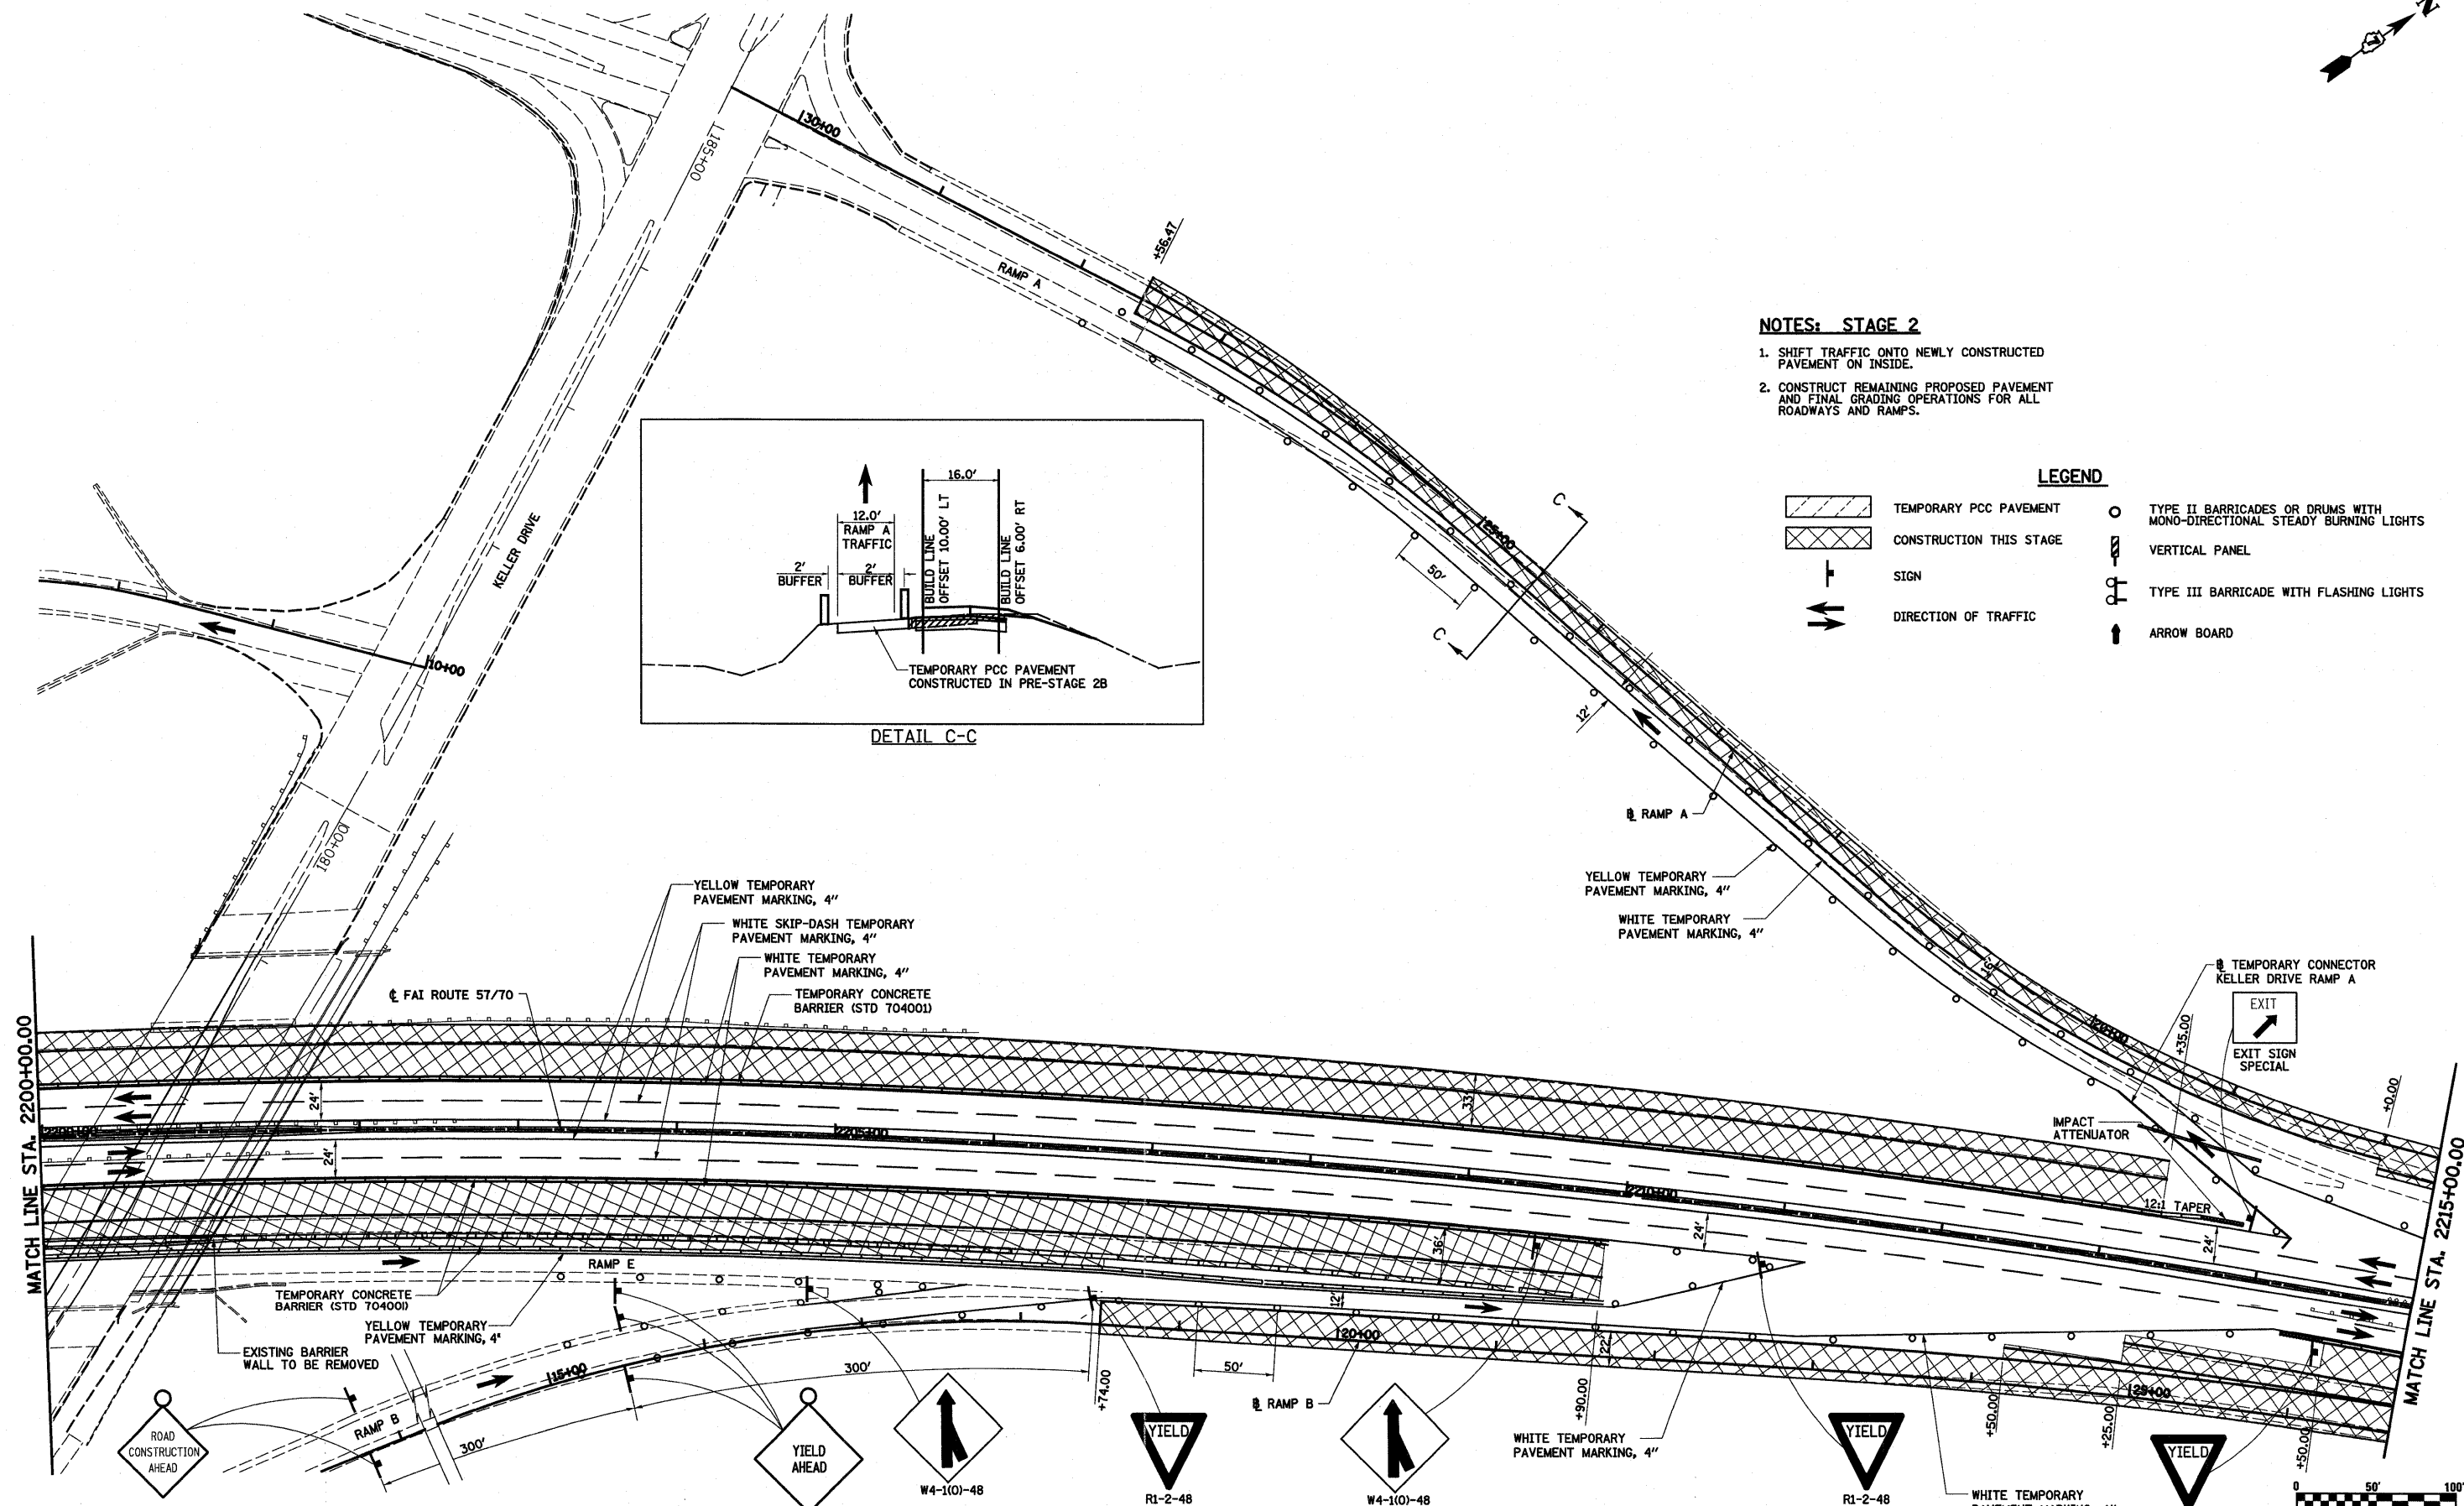 N
30+00
185+00
+56.47
RAMP A
NOTES: STAGE 2
1. SHIFT TRAFFIC ONTO NEWLY CONSTRUCTED
PAVEMENT ON INSIDE.
2. CONSTRUCT REMAINING PROPOSED PAVEMENT
AND FINAL GRADING OPERATIONS FOR ALL
ROADWAYS AND RAMPS.
LEGEND
TEMPORARY PCC PAVEMENT
CONSTRUCTION THIS STAGE
SIGN
DIRECTION OF TRAFFIC
TYPE II BARRICADES OR DRUMS WITH
MONO-DIRECTIONAL STEADY BURNING LIGHTS
VERTICAL PANEL
TYPE III BARRICADE WITH FLASHING LIGHTS
ARROW BOARD
16.0'
12.0'
RAMP A
TRAFFIC
2'
BUFFER
2'
BUFFER
BUILD LINE
OFFSET 10.00' LT
BUILD LINE
OFFSET 6.00' RT
TEMPORARY PCC PAVEMENT
CONSTRUCTED IN PRE-STAGE 2B
DETAIL C-C
C
C
25+00
50'
12'
KELLER DRIVE
10+00
180+00
℄ RAMP A
YELLOW TEMPORARY
PAVEMENT MARKING, 4"
WHITE TEMPORARY
PAVEMENT MARKING, 4"
YELLOW TEMPORARY
PAVEMENT MARKING, 4"
WHITE SKIP-DASH TEMPORARY
PAVEMENT MARKING, 4"
WHITE TEMPORARY
PAVEMENT MARKING, 4"
TEMPORARY CONCRETE
BARRIER (STD 704001)
℄ FAI ROUTE 57/70
16'
20+00
+35.00
TEMPORARY CONNECTOR
KELLER DRIVE RAMP A
EXIT
EXIT SIGN
SPECIAL
+0.00
IMPACT
ATTENUATOR
12:1 TAPER
MATCH LINE STA. 2200+00.00
MATCH LINE STA. 2215+00.00
2200+00
2205+00
2210+00
24'
24'
33'
36'
24'
24'
RAMP E
TEMPORARY CONCRETE
BARRIER (STD 704001)
YELLOW TEMPORARY
PAVEMENT MARKING, 4"
EXISTING BARRIER
WALL TO BE REMOVED
12'
22'
20+00
25+00
15+00
RAMP B
300'
300'
50'
+74.00
RAMP B
+90.00
+50.00
+25.00
+50.00
ROAD
CONSTRUCTION
AHEAD
YIELD
AHEAD
W4-1(O)-48
YIELD
R1-2-48
W4-1(O)-48
WHITE TEMPORARY
PAVEMENT MARKING, 4"
YIELD
R1-2-48
WHITE TEMPORARY
YIELD
0 50' 100'